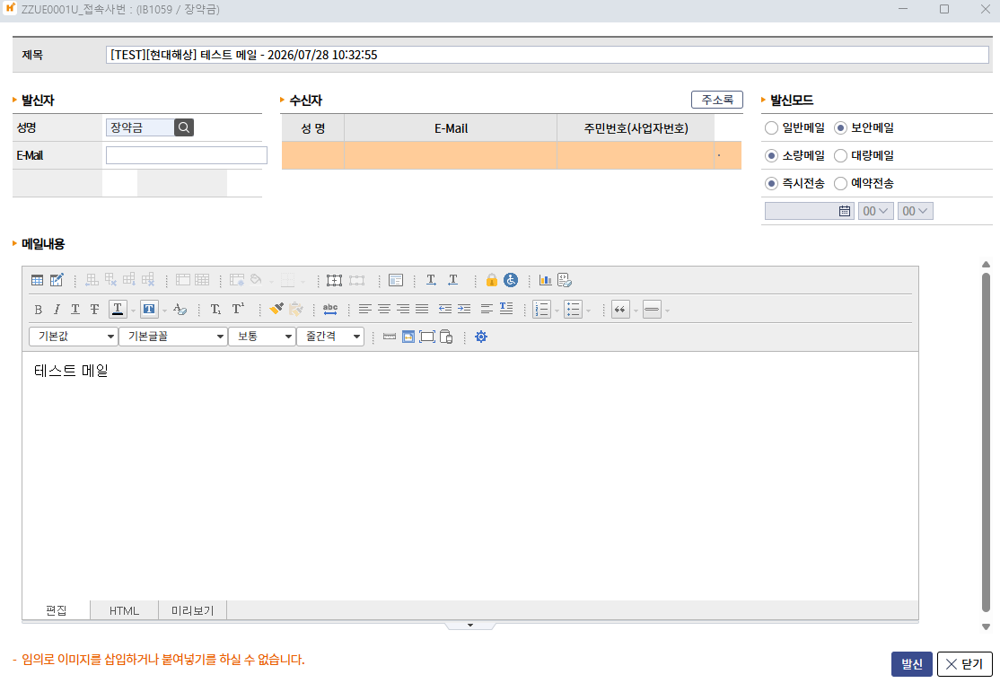 ZZUE0001U_접속사번 : (IB1059 / 장약금)
제목 [TEST][현대해상] 테스트 메일 - 2026/07/28 10:32:55
발신자
성명 장약금
E-Mail
수신자 주소록
성 명 E-Mail 주민번호(사업자번호)
발신모드
일반메일 보안메일
소량메일 대량메일
즉시전송 예약전송
00 00
메일내용
기본값 기본글꼴 보통 줄간격
테스트 메일
편집 HTML 미리보기
- 임의로 이미지를 삽입하거나 붙여넣기를 하실 수 없습니다.
발신 닫기